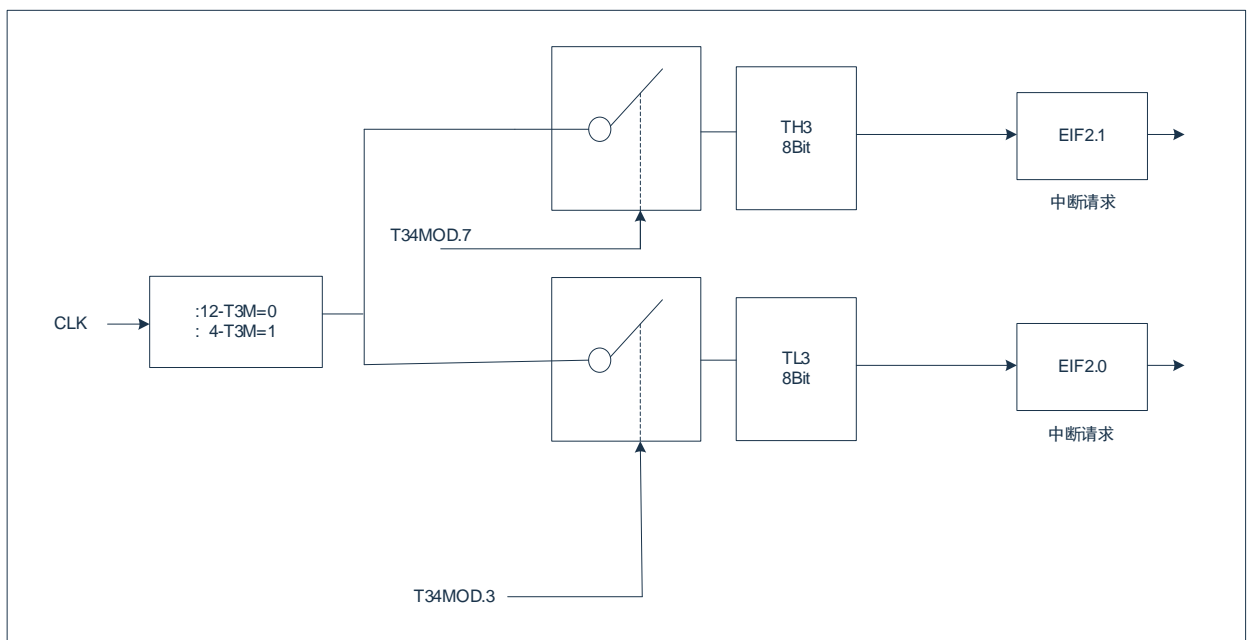 TH3
8Bit
EIF2.1
中断请求
T34MOD.7
CLK
:12-T3M=0
: 4-T3M=1
TL3
8Bit
EIF2.0
中断请求
T34MOD.3